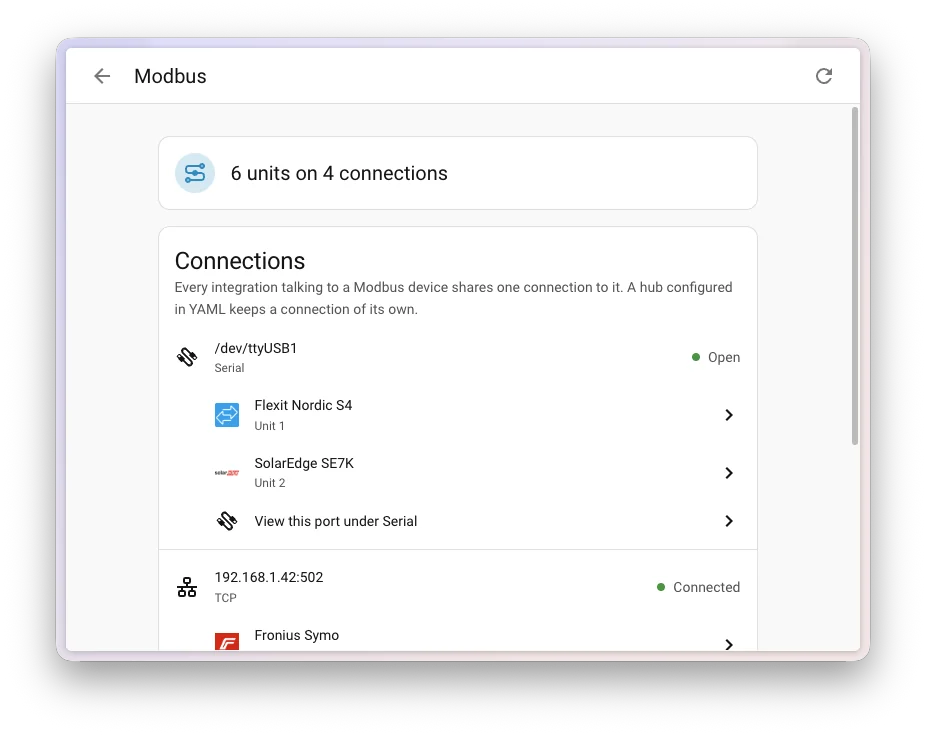 Modbus
6 units on 4 connections
Connections
Every integration talking to a Modbus device shares one connection to it. A hub configured
in YAML keeps a connection of its own.
/dev/ttyUSB1
Serial
Open
Flexit Nordic S4
Unit 1
solaredge
SolarEdge SE7K
Unit 2
View this port under Serial
192.168.1.42:502
TCP
Connected
Fronius Symo